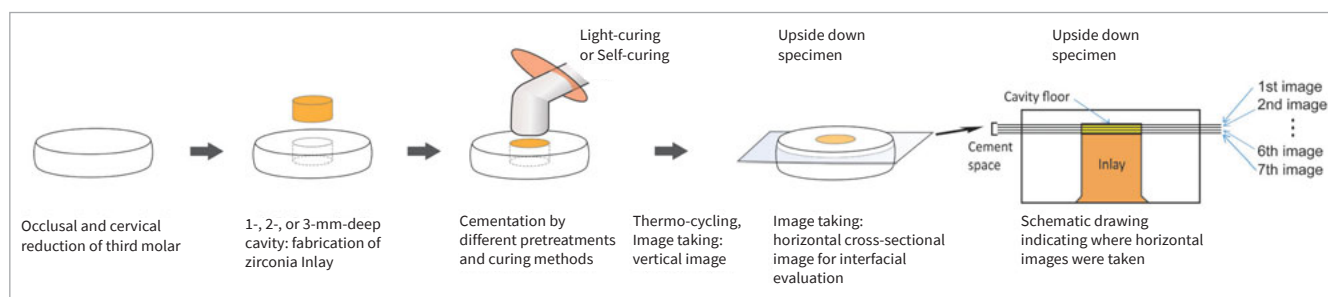 Light-curing
or Self-curing
Upside down
specimen
Upside down
specimen
Cavity floor
1st image
2nd image
⋮
6th image
7th image
Cement
space
Inlay
Occlusal and cervical
reduction of third molar
1-, 2-, or 3-mm-deep
cavity: fabrication of
zirconia Inlay
Cementation by
different pretreatments
and curing methods
Thermo-cycling,
Image taking:
vertical image
Image taking:
horizontal cross-sectional
image for interfacial
evaluation
Schematic drawing
indicating where horizontal
images were taken